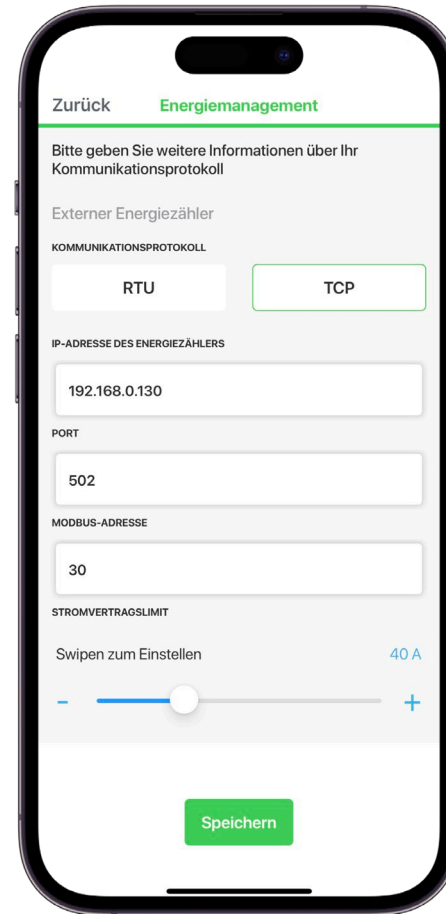 Zurück Energiemanagement
Bitte geben Sie weitere Informationen über Ihr
Kommunikationsprotokoll
Externer Energiezähler
KOMMUNIKATIONSPROTOKOLL
RTU TCP
IP-ADRESSE DES ENERGIEZÄHLERS
192.168.0.130
PORT
502
MODBUS-ADRESSE
30
STROMVERTRAGSLIMIT
Swipen zum Einstellen 40 A
- +
Speichern